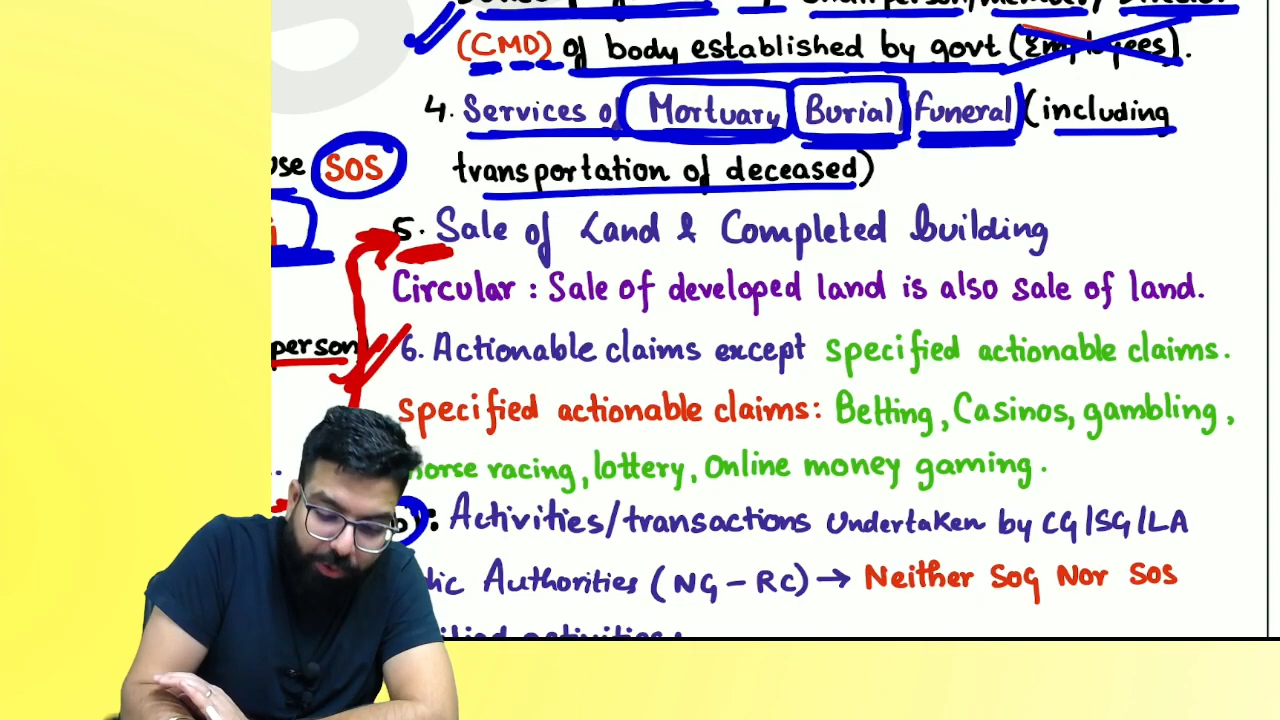 (CMD) of body established by govt (Employees).
4. Services of Mortuary Burial Funeral (including
transportation of deceased)
use SOS
5. Sale of Land & Completed Building
Circular : Sale of developed land is also sale of land.
person)
6. Actionable claims except specified actionable claims.
specified actionable claims: Betting, Casinos, gambling,
horse racing, lottery, Online money gaming.
b) : Activities/transactions undertaken by CG/SG/LA
Authorities (NG - RC) → Neither SOG Nor SOS
activities: